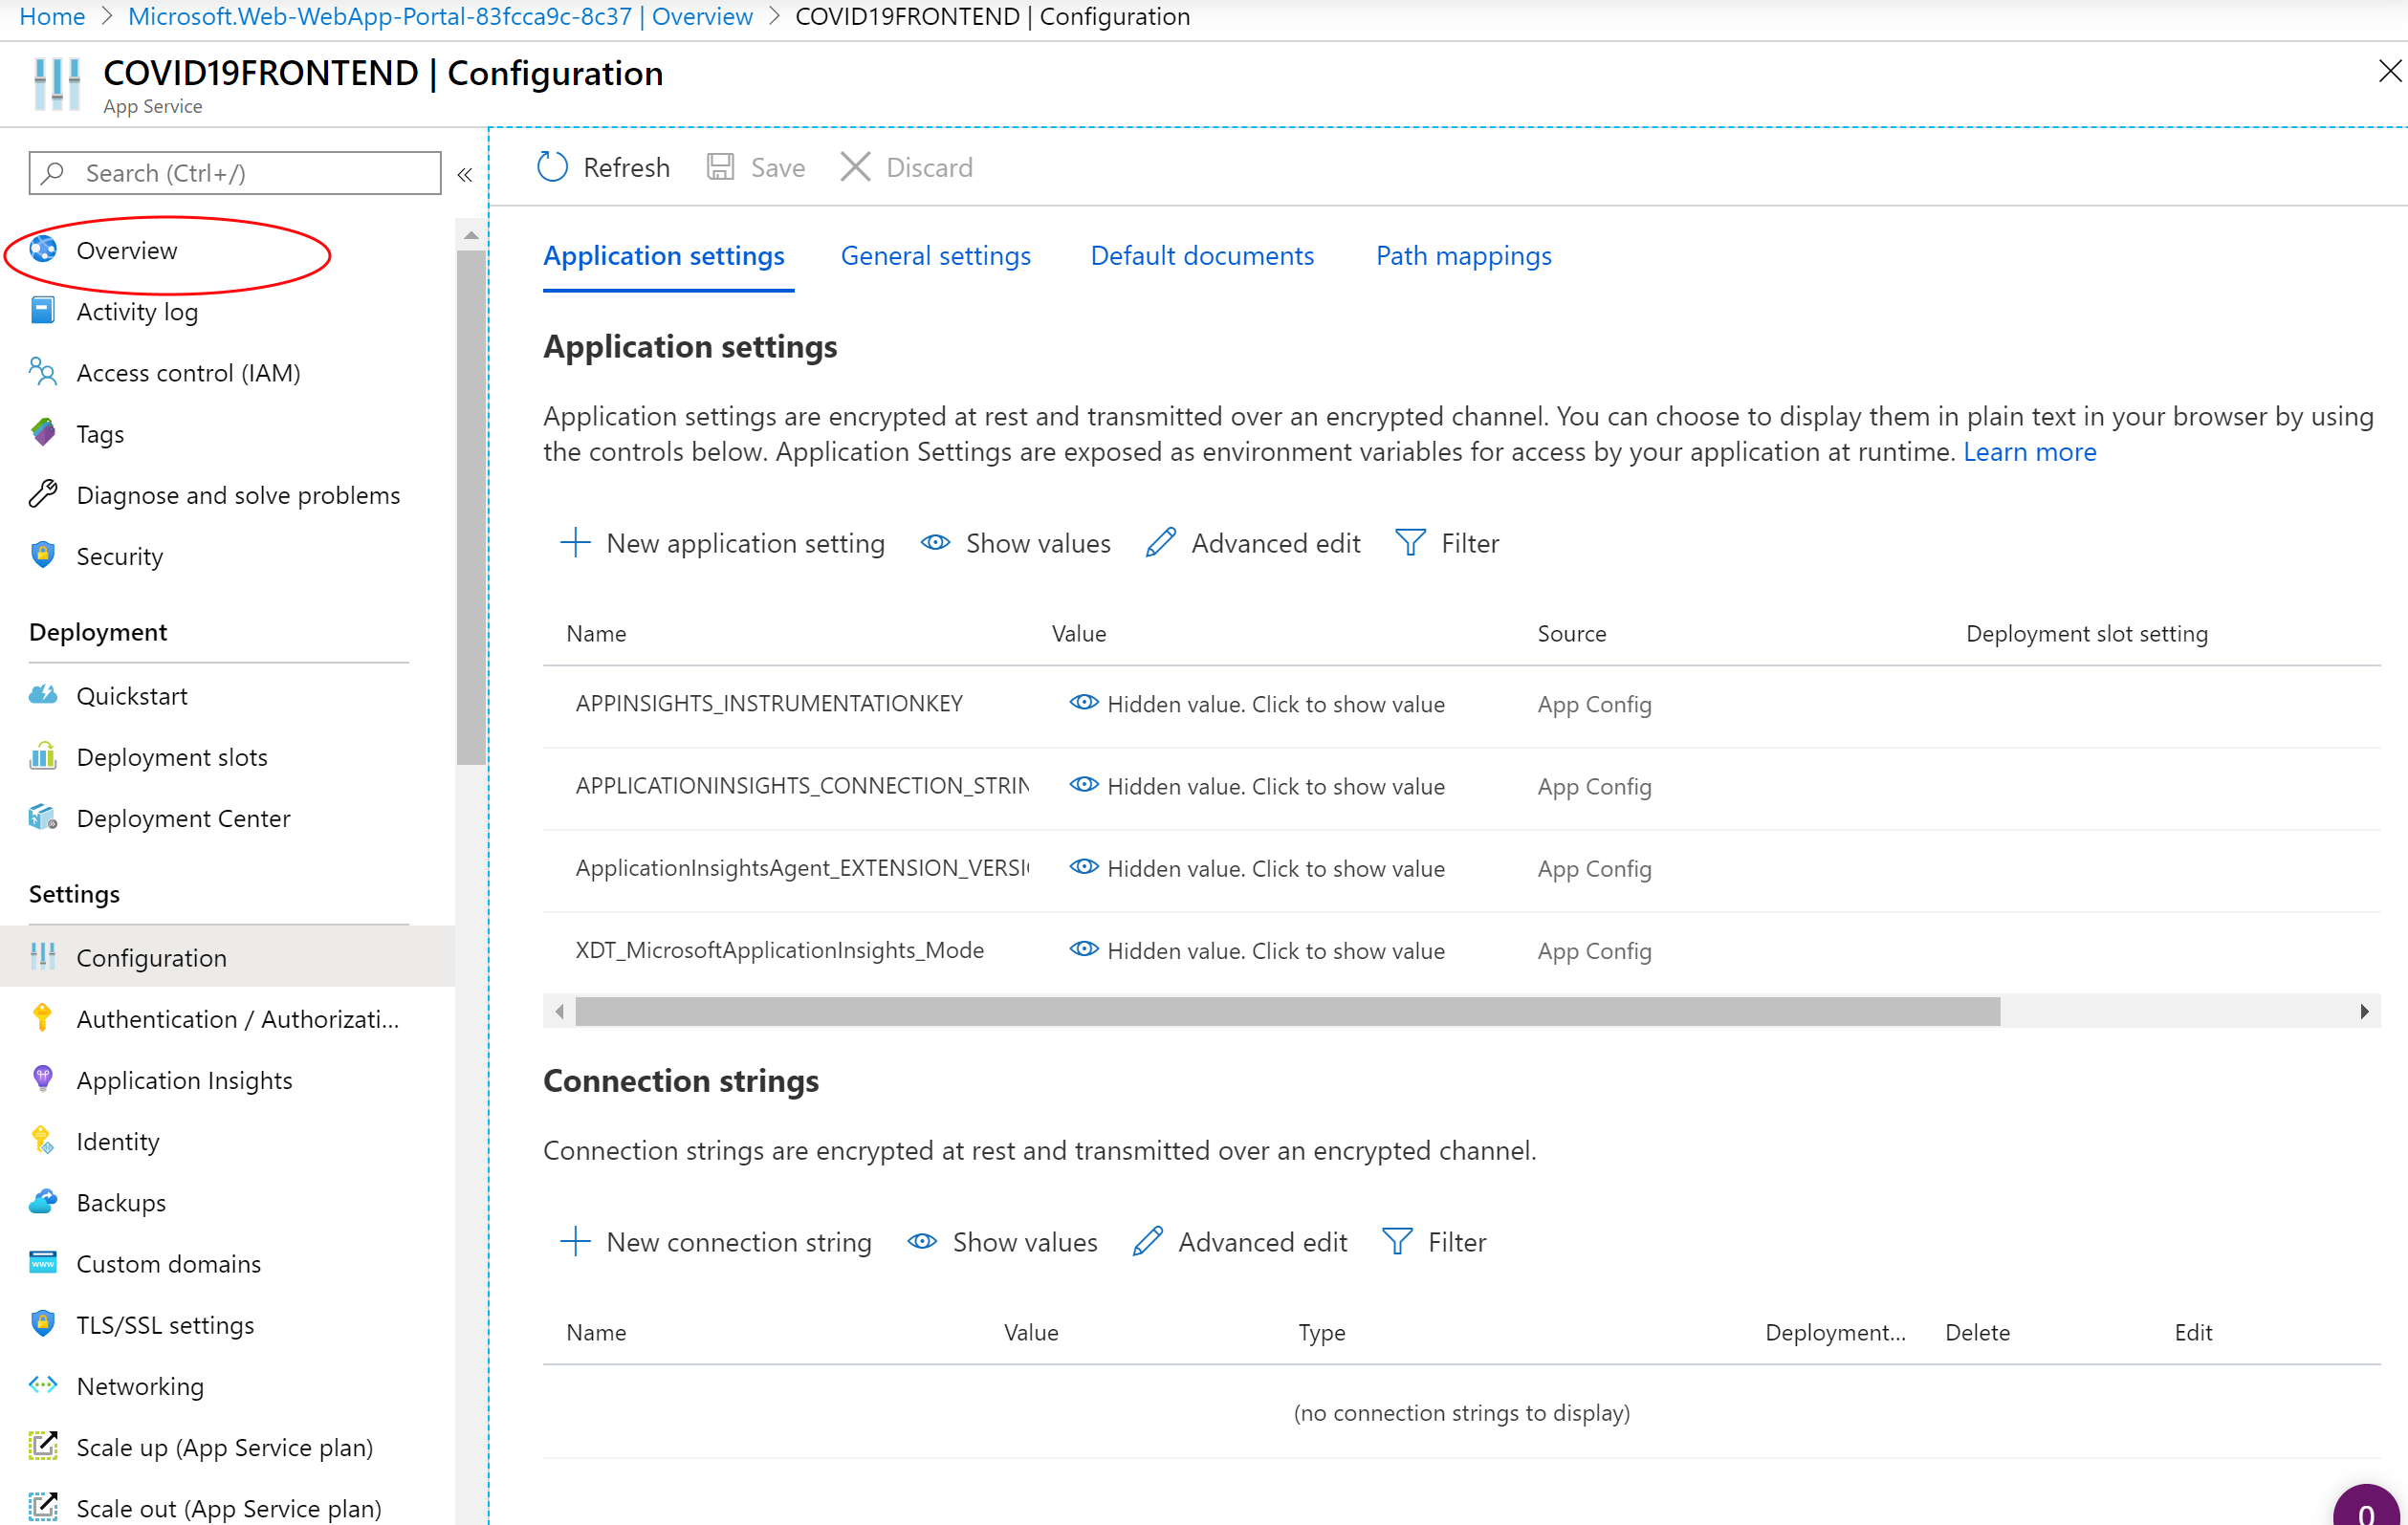 Home > Microsoft.Web-WebApp-Portal-83fcca9c-8c37 | Overview > COVID19FRONTEND | Configuration
COVID19FRONTEND | Configuration
App Service
Search (Ctrl+/)
«
Overview
Activity log
Access control (IAM)
Tags
Diagnose and solve problems
Security
Deployment
Quickstart
Deployment slots
Deployment Center
Settings
Configuration
Authentication / Authorizati...
Application Insights
Identity
Backups
Custom domains
TLS/SSL settings
Networking
Scale up (App Service plan)
Scale out (App Service plan)
Refresh Save Discard
Application settings General settings Default documents Path mappings
Application settings
Application settings are encrypted at rest and transmitted over an encrypted channel. You can choose to display them in plain text in your browser by using
the controls below. Application Settings are exposed as environment variables for access by your application at runtime. Learn more
New application setting Show values Advanced edit Filter
Name Value Source Deployment slot setting
APPINSIGHTS_INSTRUMENTATIONKEY Hidden value. Click to show value App Config
APPLICATIONINSIGHTS_CONNECTION_STRIN Hidden value. Click to show value App Config
ApplicationInsightsAgent_EXTENSION_VERSI Hidden value. Click to show value App Config
XDT_MicrosoftApplicationInsights_Mode Hidden value. Click to show value App Config
Connection strings
Connection strings are encrypted at rest and transmitted over an encrypted channel.
New connection string Show values Advanced edit Filter
Name Value Type Deployment... Delete Edit
(no connection strings to display)
0